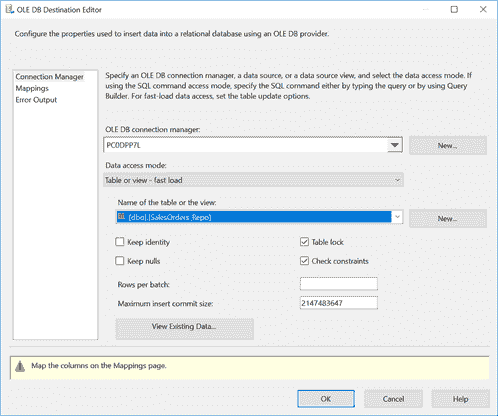 OLE DB Destination Editor
Configure the properties used to insert data into a relational database using an OLE DB provider.
Connection Manager
Mappings
Error Output
Specify an OLE DB connection manager, a data source, or a data source view, and select the data access mode. If
using the SQL command access mode, specify the SQL command either by typing the query or by using Query
Builder. For fast-load data access, set the table update options.
OLE DB connection manager:
PC0DPP7L New...
Data access mode:
Table or view - fast load
Name of the table or the view:
[dbo].[SalesOrders_Repo] New...
Keep identity Table lock
Keep nulls Check constraints
Rows per batch:
Maximum insert commit size: 2147483647
View Existing Data...
Map the columns on the Mappings page.
OK Cancel Help